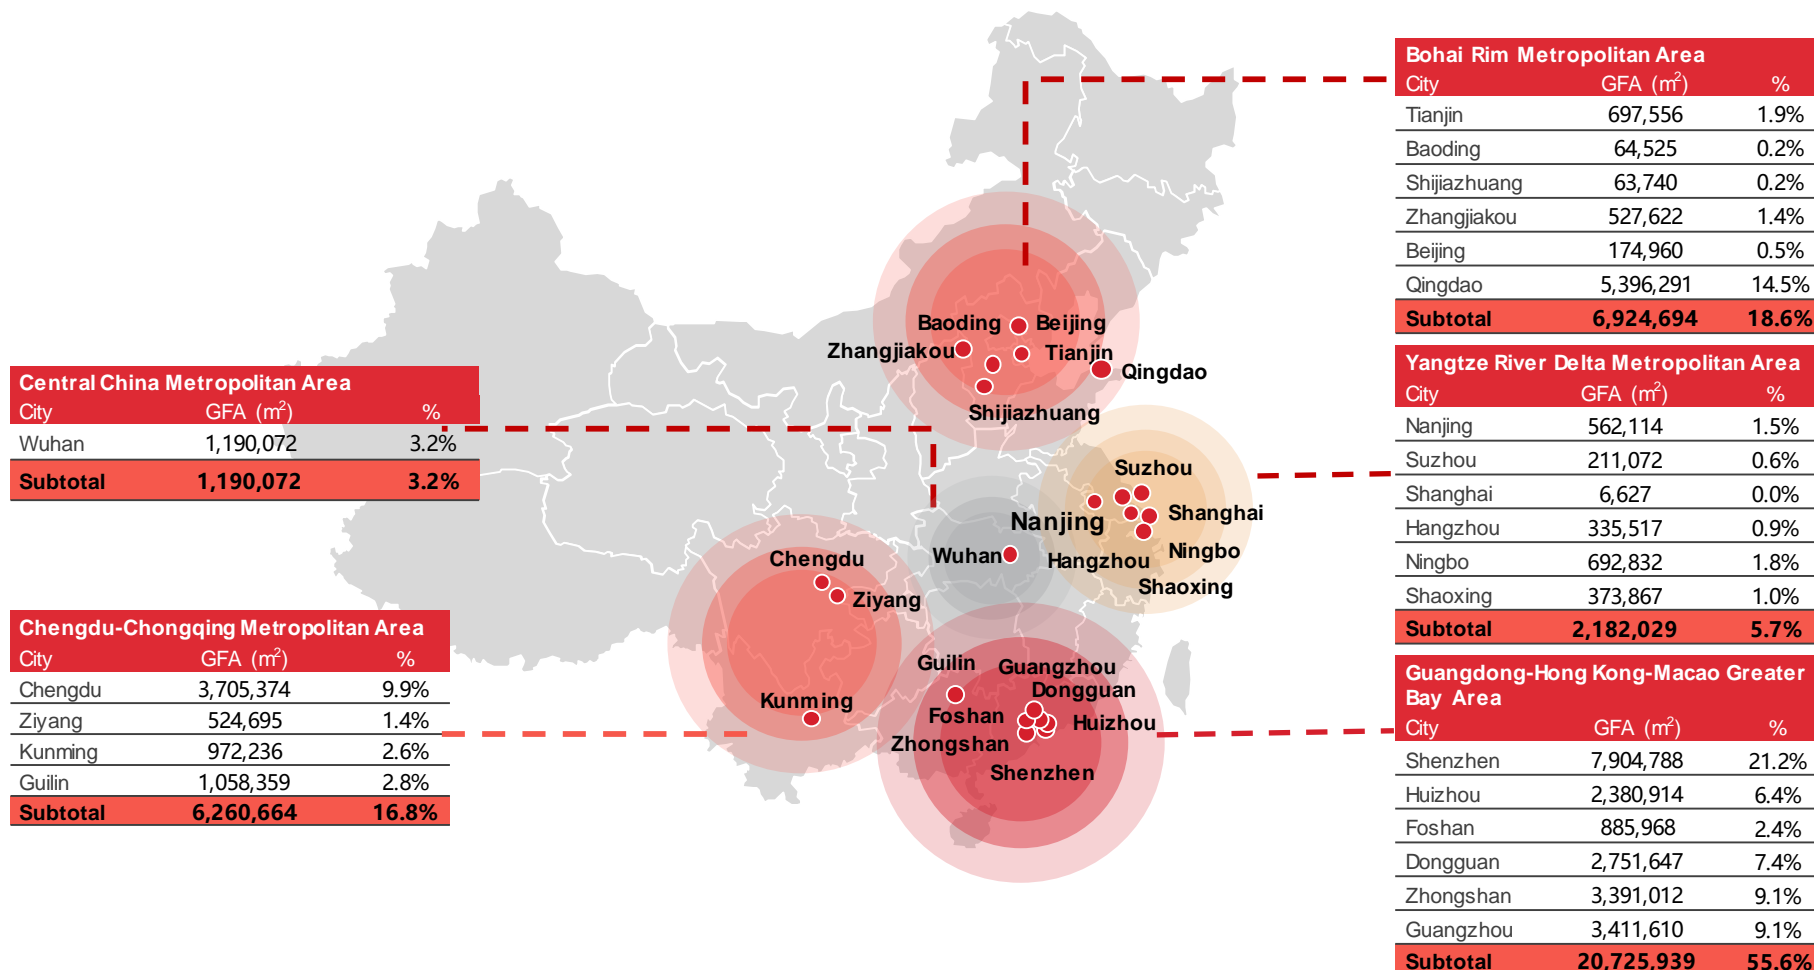 Bohai Rim Metropolitan Area
City GFA (m²) %
Tianjin 697,556 1.9%
Baoding 64,525 0.2%
Shijiazhuang 63,740 0.2%
Zhangjiakou 527,622 1.4%
Beijing 174,960 0.5%
Qingdao 5,396,291 14.5%
Subtotal 6,924,694 18.6%
Yangtze River Delta Metropolitan Area
City GFA (m²) %
Nanjing 562,114 1.5%
Suzhou 211,072 0.6%
Shanghai 6,627 0.0%
Hangzhou 335,517 0.9%
Ningbo 692,832 1.8%
Shaoxing 373,867 1.0%
Subtotal 2,182,029 5.7%
Guangdong-Hong Kong-Macao Greater
Bay Area
City GFA (m²) %
Shenzhen 7,904,788 21.2%
Huizhou 2,380,914 6.4%
Foshan 885,968 2.4%
Dongguan 2,751,647 7.4%
Zhongshan 3,391,012 9.1%
Guangzhou 3,411,610 9.1%
Subtotal 20,725,939 55.6%
Central China Metropolitan Area
City GFA (m²) %
Wuhan 1,190,072 3.2%
Subtotal 1,190,072 3.2%
Chengdu-Chongqing Metropolitan Area
City GFA (m²) %
Chengdu 3,705,374 9.9%
Ziyang 524,695 1.4%
Kunming 972,236 2.6%
Guilin 1,058,359 2.8%
Subtotal 6,260,664 16.8%
Baoding
Beijing
Zhangjiakou
Tianjin
Qingdao
Shijiazhuang
Suzhou
Nanjing
Shanghai
Wuhan
Hangzhou
Ningbo
Shaoxing
Chengdu
Ziyang
Kunming
Guilin
Guangzhou
Dongguan
Foshan
Huizhou
Zhongshan
Shenzhen